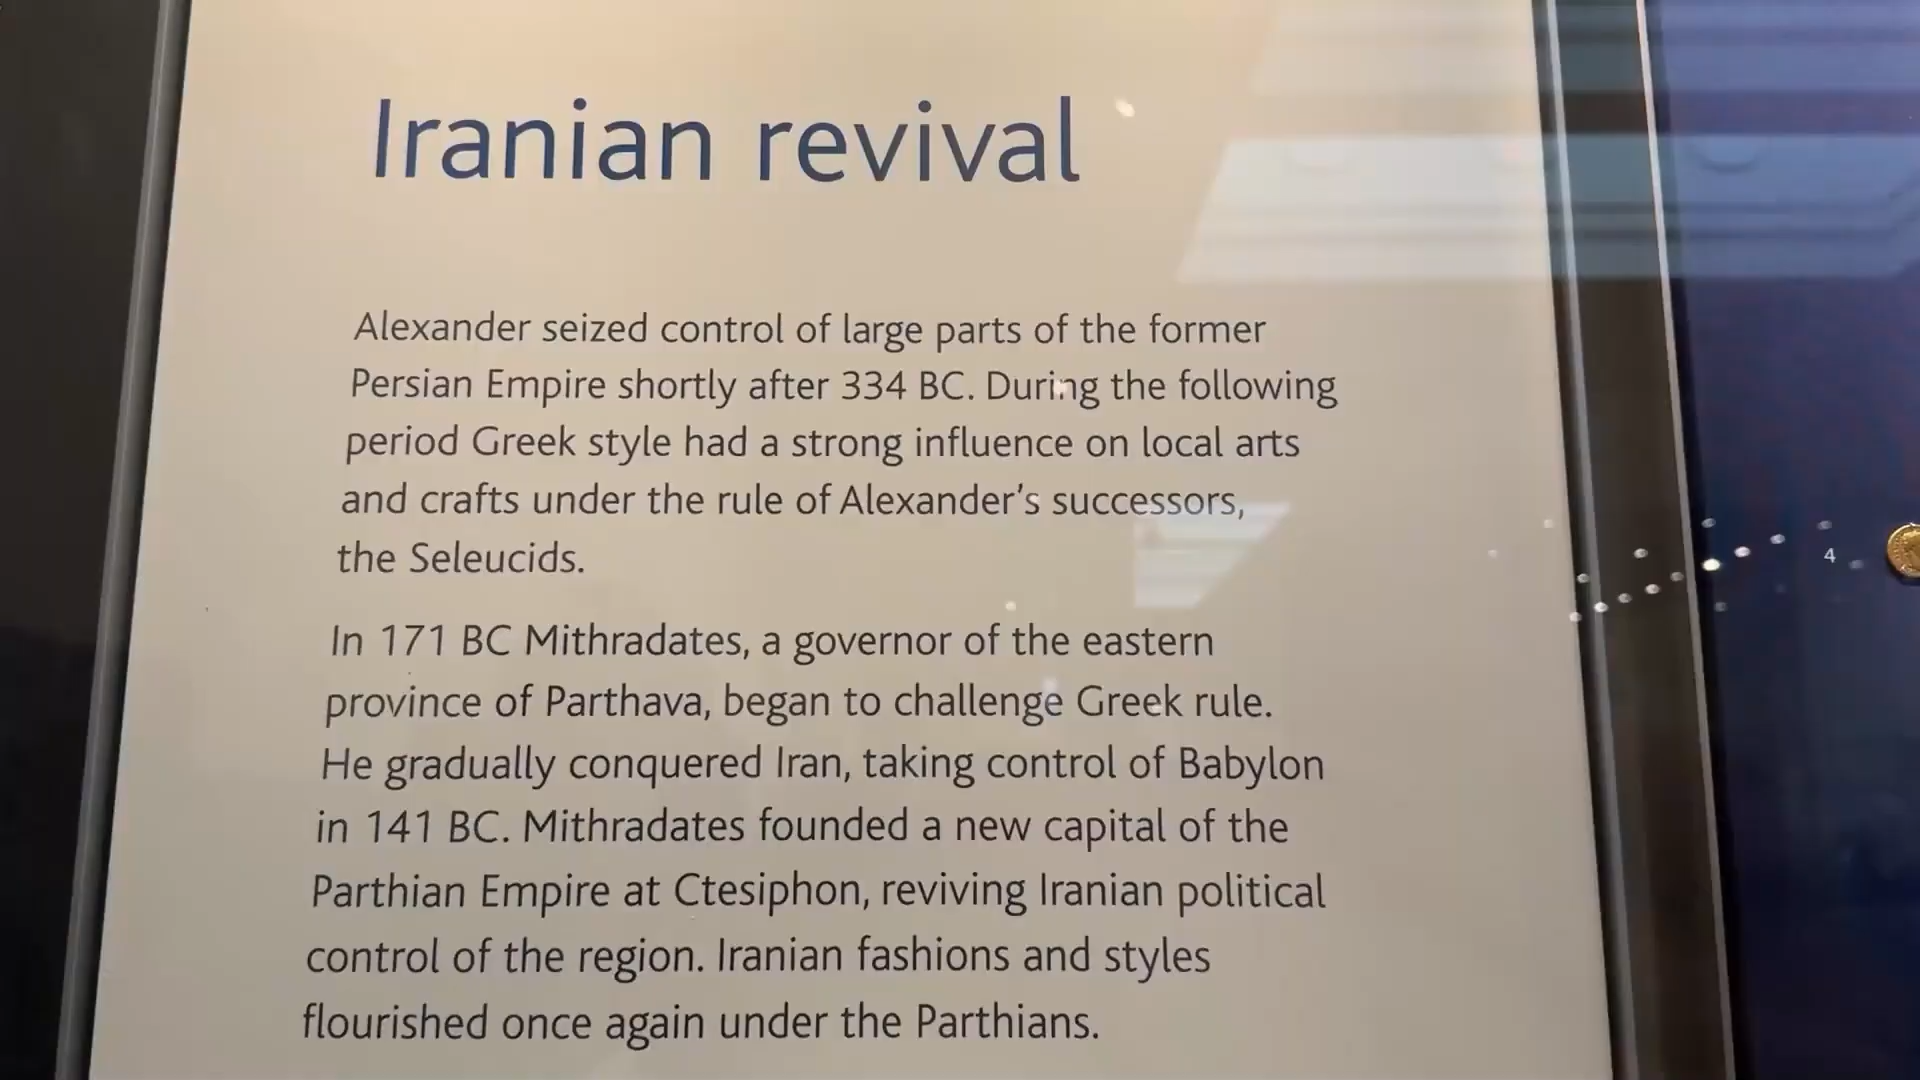 Iranian revival
Alexander seized control of large parts of the former
Persian Empire shortly after 334 BC. During the following
period Greek style had a strong influence on local arts
and crafts under the rule of Alexander’s successors,
the Seleucids.
In 171 BC Mithradates, a governor of the eastern
province of Parthava, began to challenge Greek rule.
He gradually conquered Iran, taking control of Babylon
in 141 BC. Mithradates founded a new capital of the
Parthian Empire at Ctesiphon, reviving Iranian political
control of the region. Iranian fashions and styles
flourished once again under the Parthians.
4